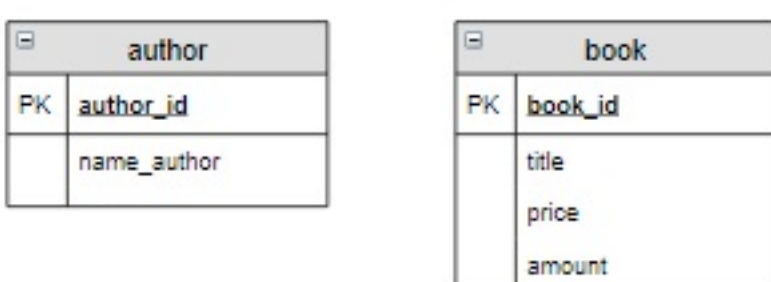 author
PK author_id
name_author
book
PK book_id
title
price
amount